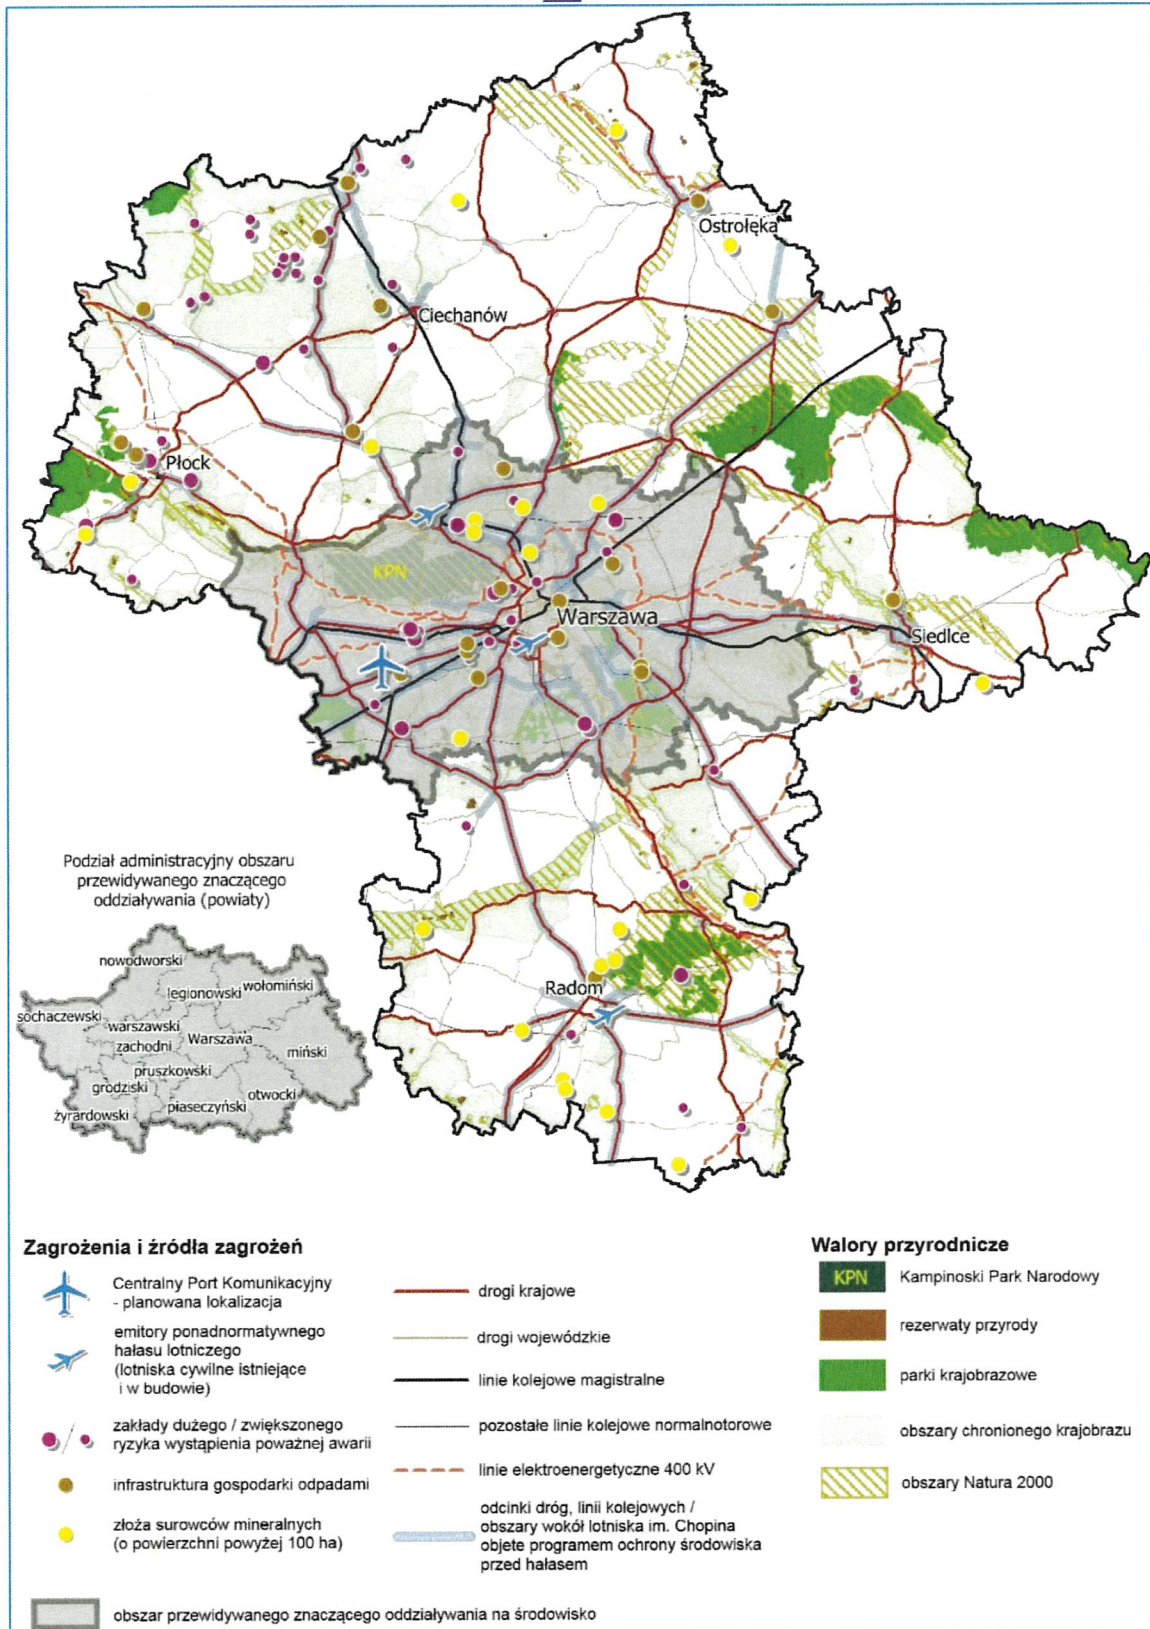 Ostrołęka
Ciechanów
Płock
KPN
Warszawa
Siedlce
Podział administracyjny obszaru
przewidywanego znaczącego
oddziaływania (powiaty)
nowodworski
legionowski
wołomiński
sochaczewski
warszawski
zachodni
Warszawa
miński
pruszkowski
grodziski
otwocki
żyrardowski
piaseczyński
Radom
Zagrożenia i źródła zagrożeń
Centralny Port Komunikacyjny
- planowana lokalizacja
emitory ponadnormatywnego
hałasu lotniczego
(lotniska cywilne istniejące
i w budowie)
zakłady dużego / zwiększonego
ryzyka wystąpienia poważnej awarii
infrastruktura gospodarki odpadami
złoża surowców mineralnych
(o powierzchni powyżej 100 ha)
obszar przewidywanego znaczącego oddziaływania na środowisko
drogi krajowe
drogi wojewódzkie
linie kolejowe magistralne
pozostałe linie kolejowe normalnotorowe
linie elektroenergetyczne 400 kV
odcinki dróg, linii kolejowych /
obszary wokół lotniska im. Chopina
objete programem ochrony środowiska
przed hałasem
Walory przyrodnicze
KPN Kampinoski Park Narodowy
rezerwaty przyrody
parki krajobrazowe
obszary chronionego krajobrazu
obszary Natura 2000